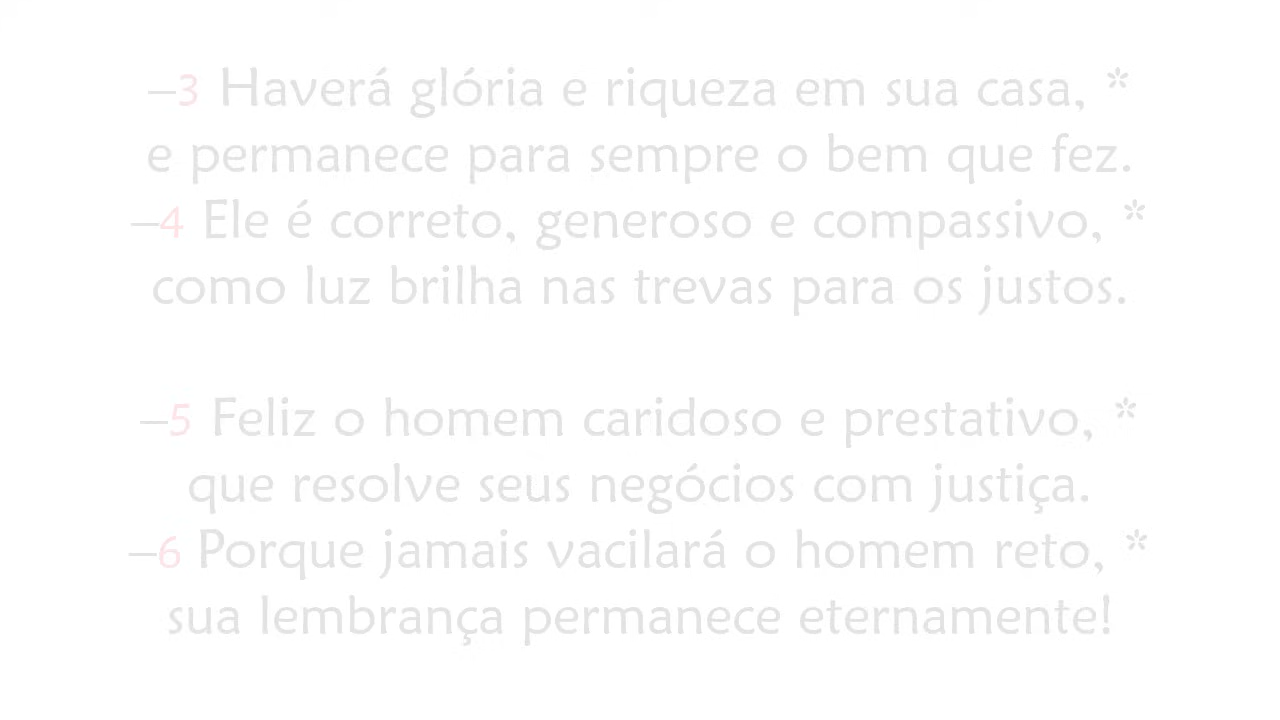 –3 Haverá glória e riqueza em sua casa, *
e permanece para sempre o bem que fez.
–4 Ele é correto, generoso e compassivo, *
como luz brilha nas trevas para os justos.
–5 Feliz o homem caridoso e prestativo, *
que resolve seus negócios com justiça.
–6 Porque jamais vacilará o homem reto, *
sua lembrança permanece eternamente!